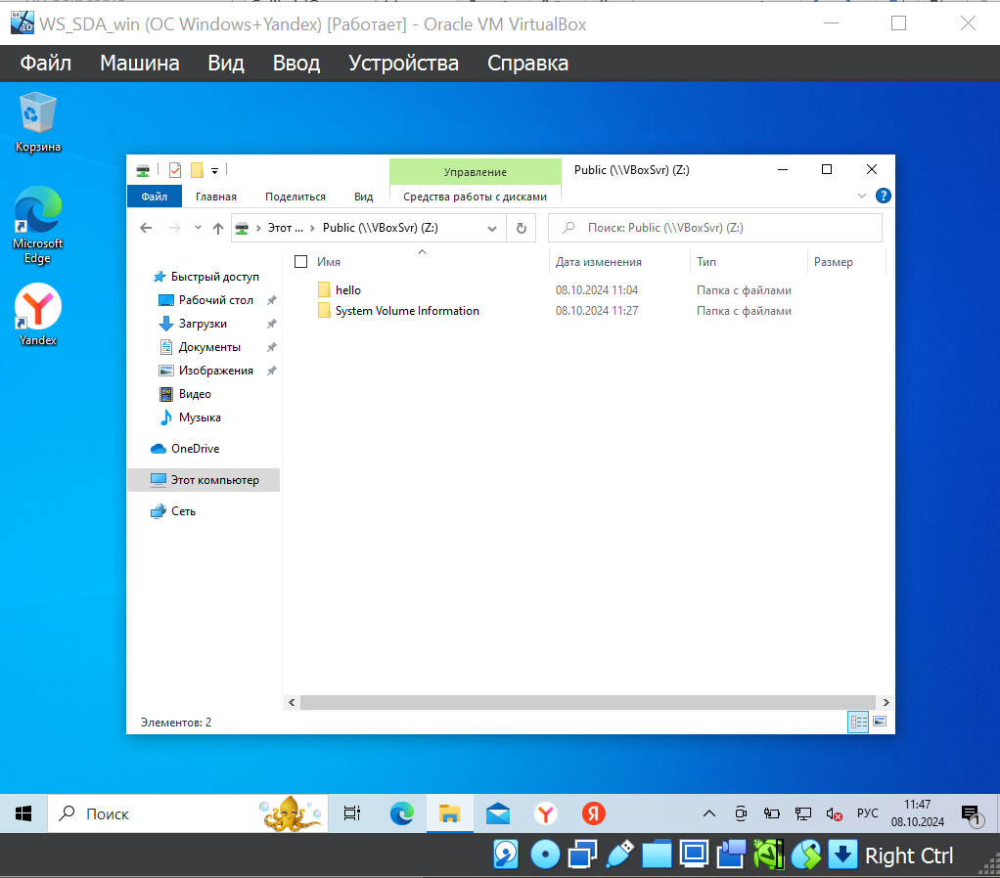 WS_SDA_win (ОС Windows+Yandex) [Работает] - Oracle VM VirtualBox
Файл Машина Вид Ввод Устройства Справка
Корзина
Microsoft
Edge
Yandex
Управление
Public (\\VBoxSvr) (Z:)
Файл Главная Поделиться Вид Средства работы с дисками
Этот ... › Public (\\VBoxSvr) (Z:)
Поиск: Public (\\VBoxSvr) (Z:)
Имя Дата изменения Тип Размер
hello 08.10.2024 11:04 Папка с файлами
System Volume Information 08.10.2024 11:27 Папка с файлами
Быстрый доступ
Рабочий стол
Загрузки
Документы
Изображения
Видео
Музыка
OneDrive
Этот компьютер
Сеть
Элементов: 2
Поиск
РУС
11:47
08.10.2024
1
Right Ctrl